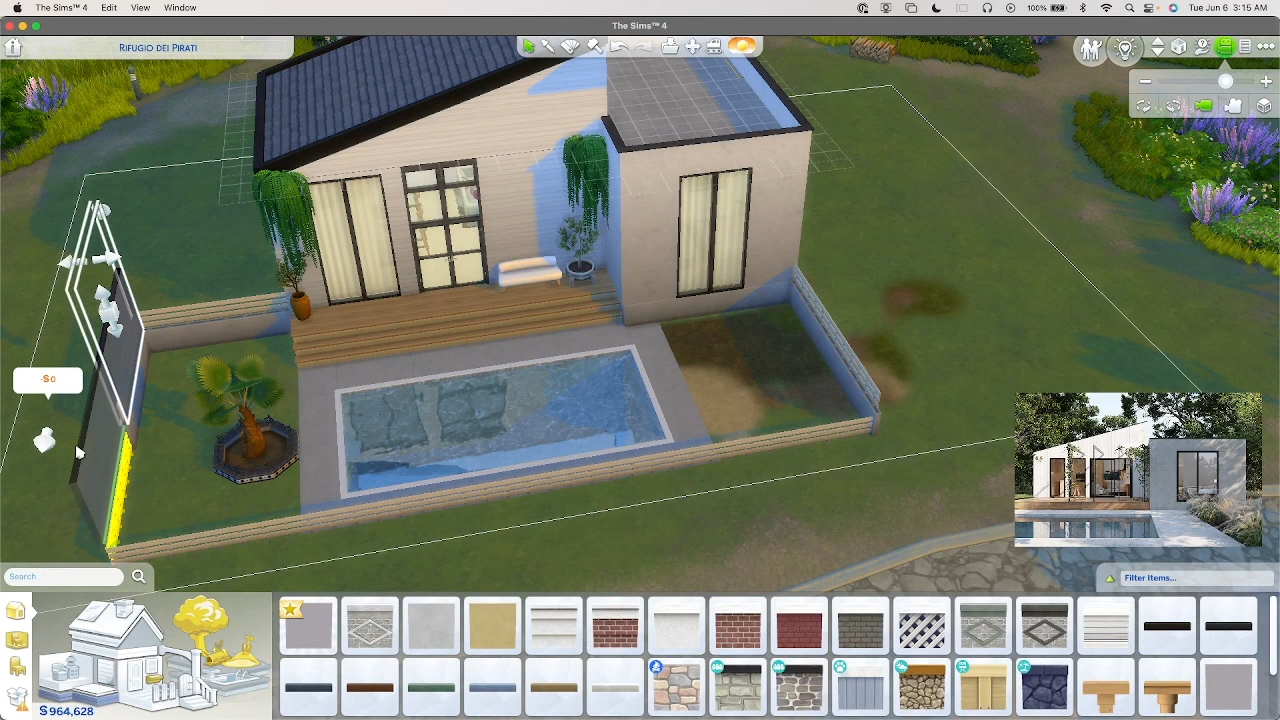 The Sims™ 4 Edit View Window
100% Tue Jun 6 3:15 AM
The Sims™ 4
RIFUGIO DEI PIRATI
-§0
Search
Filter Items...
§964,628